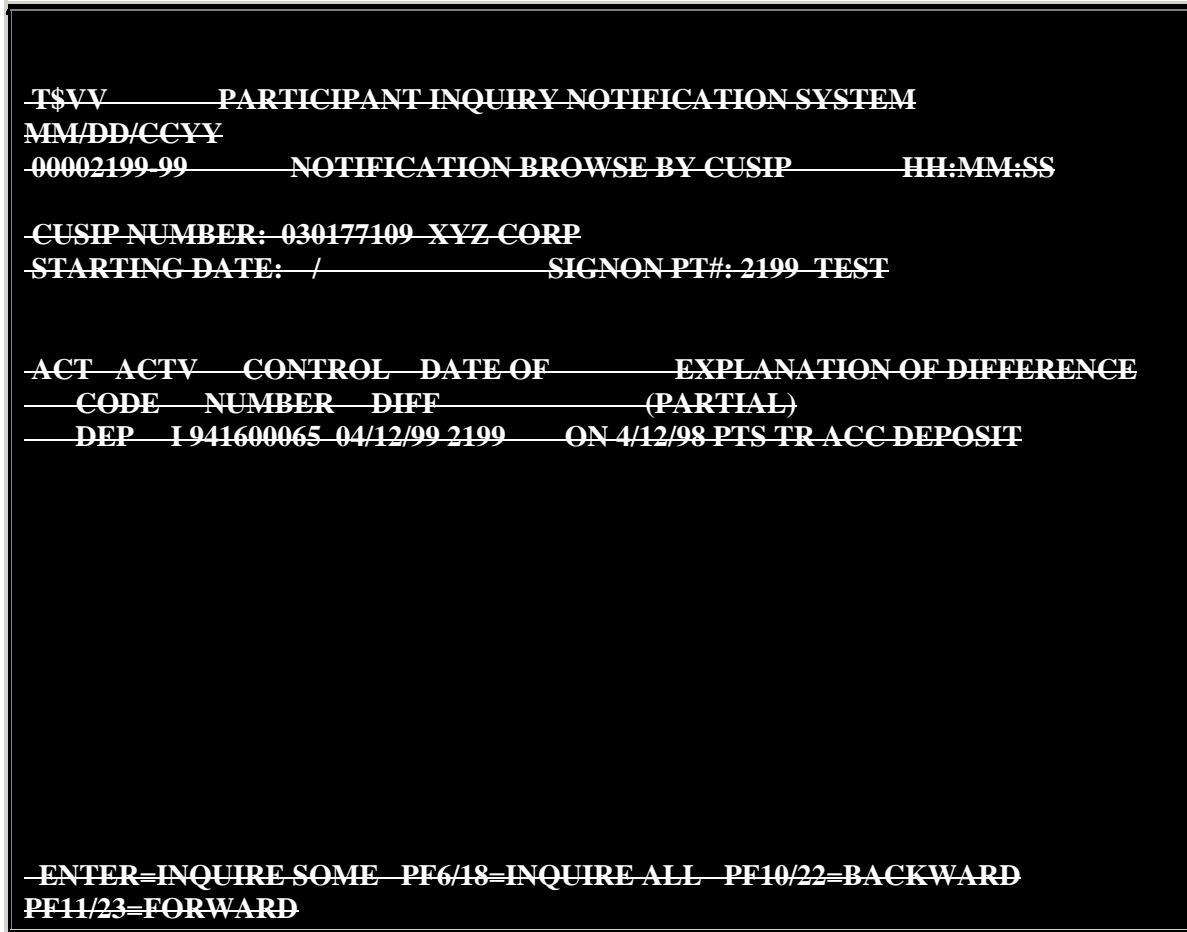 T$VV PARTICIPANT INQUIRY NOTIFICATION SYSTEM
MM/DD/CCYY
00002199-99 NOTIFICATION BROWSE BY CUSIP HH:MM:SS
CUSIP NUMBER: 030177109 XYZ CORP
STARTING DATE: / SIGNON PT#: 2199 TEST
ACT ACTV CONTROL DATE OF EXPLANATION OF DIFFERENCE
CODE NUMBER DIFF (PARTIAL)
DEP I 941600065 04/12/99 2199 ON 4/12/98 PTS TR ACC DEPOSIT
ENTER=INQUIRE SOME PF6/18=INQUIRE ALL PF10/22=BACKWARD
PF11/23=FORWARD